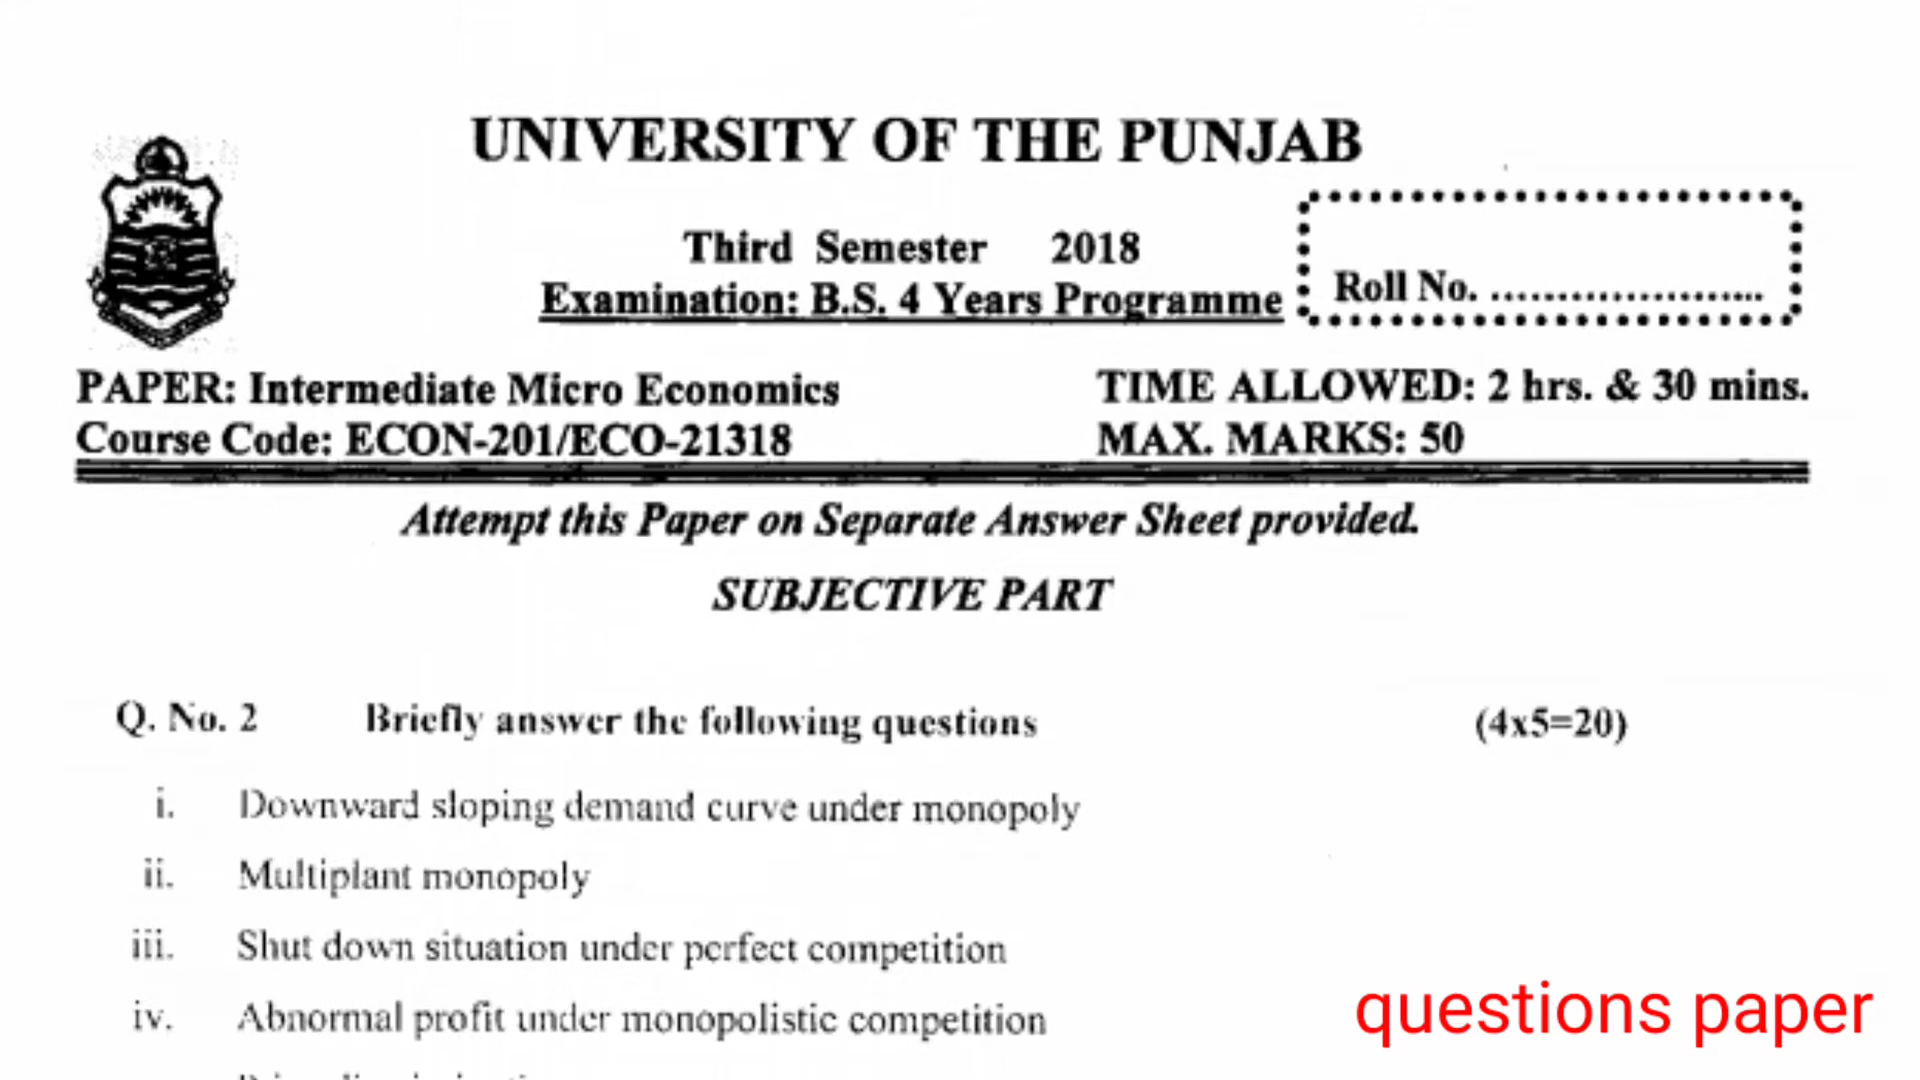 UNIVERSITY OF THE PUNJAB
Third Semester 2018
Examination: B.S. 4 Years Programme
Roll No. ........................
PAPER: Intermediate Micro Economics
TIME ALLOWED: 2 hrs. & 30 mins.
Course Code: ECON-201/ECO-21318
MAX. MARKS: 50
Attempt this Paper on Separate Answer Sheet provided.
SUBJECTIVE PART
Q. No. 2 Briefly answer the following questions (4x5=20)
i. Downward sloping demand curve under monopoly
ii. Multiplant monopoly
iii. Shut down situation under perfect competition
iv. Abnormal profit under monopolistic competition
questions paper